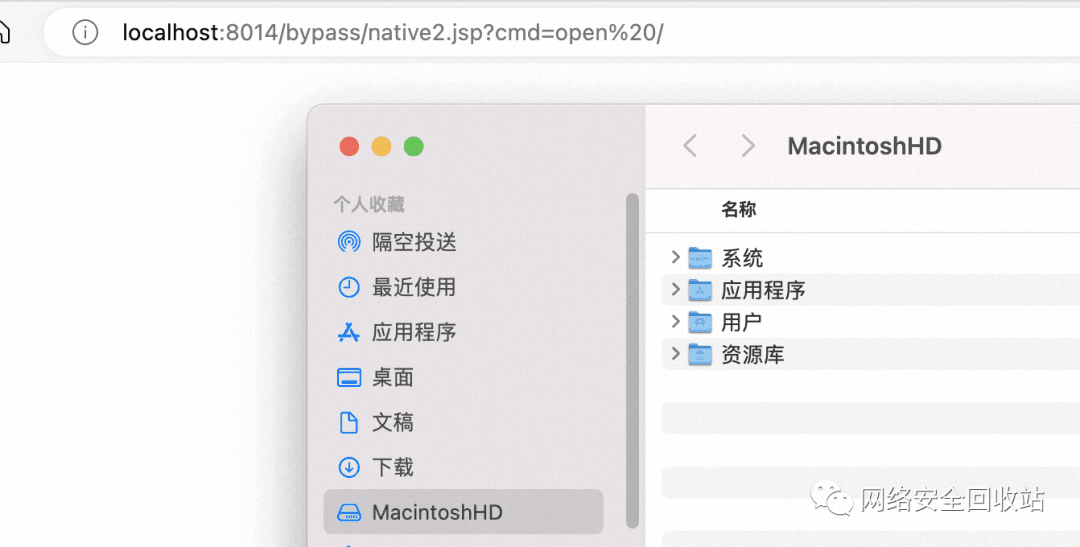 localhost:8014/bypass/native2.jsp?cmd=open%20/
MacintoshHD
个人收藏
隔空投送
最近使用
应用程序
桌面
文稿
下载
MacintoshHD
名称
系统
应用程序
用户
资源库
网络安全回收站